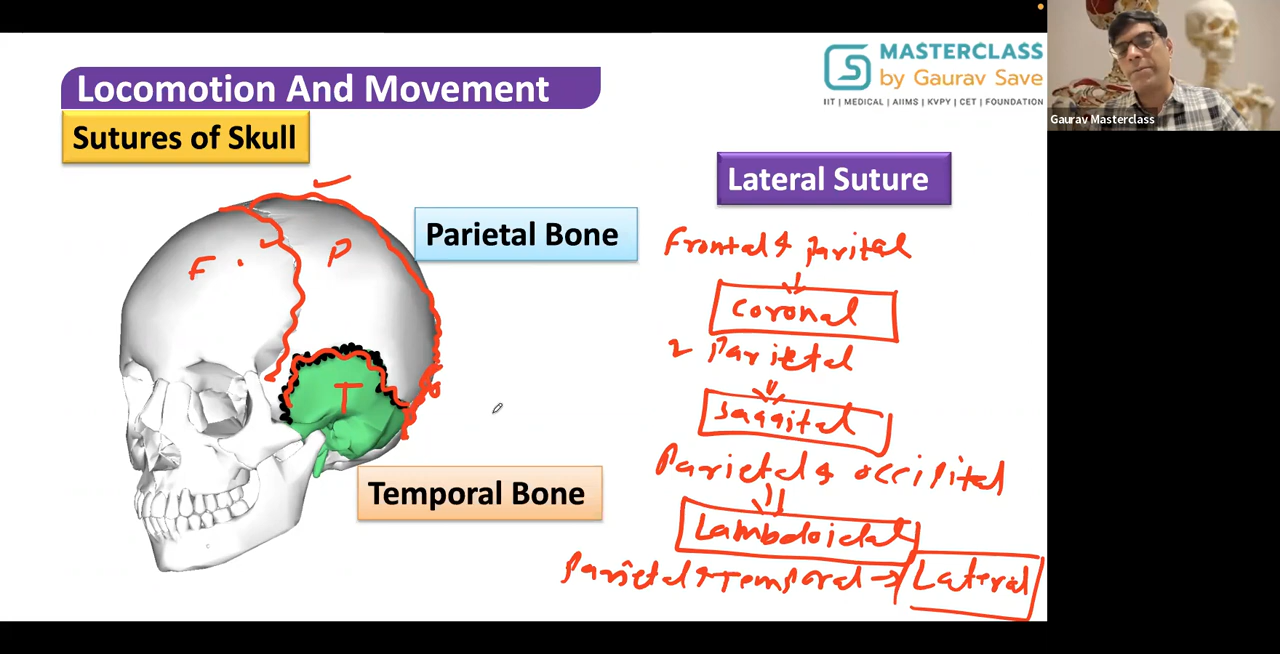 MASTERCLASS
by Gaurav Save
IIT | MEDICAL | AIIMS | KVPY | CET | FOUNDATION
Gaurav Masterclass
Locomotion And Movement
Sutures of Skull
Lateral Suture
Parietal Bone
F
P
T
Temporal Bone
Frontal & parital
Coronal
2 Parietal
Saggital
Parietal & occipital
Lambdoidal
Parietal & Temporal → Lateral